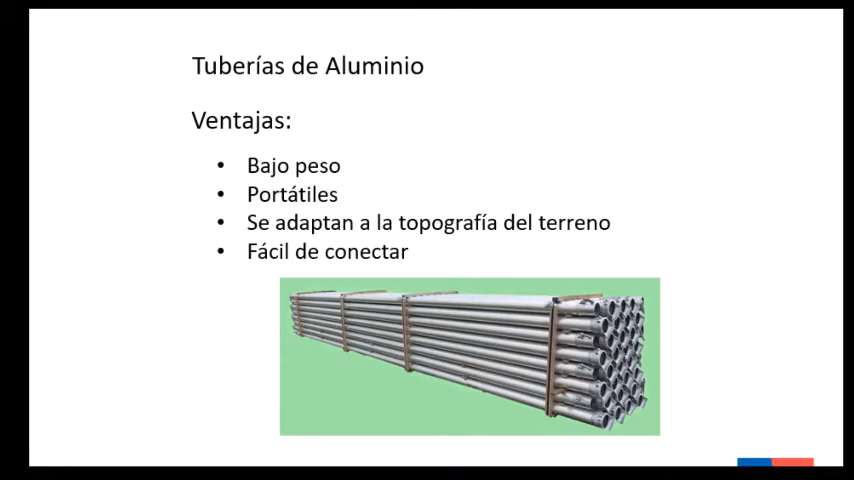 Tuberías de Aluminio
Ventajas:
• Bajo peso
• Portátiles
• Se adaptan a la topografía del terreno
• Fácil de conectar